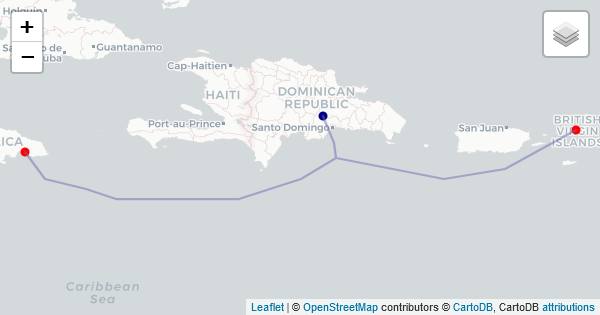 Holguín
+
−
Guantanamo
Cap-Haitien
HAITI
DOMINICAN
REPUBLIC
Port-au-Prince
Santo Domingo
San Juan
BRITISH
VIRGIN
ISLANDS
Caribbean
Sea
Leaflet | © OpenStreetMap contributors © CartoDB, CartoDB attributions